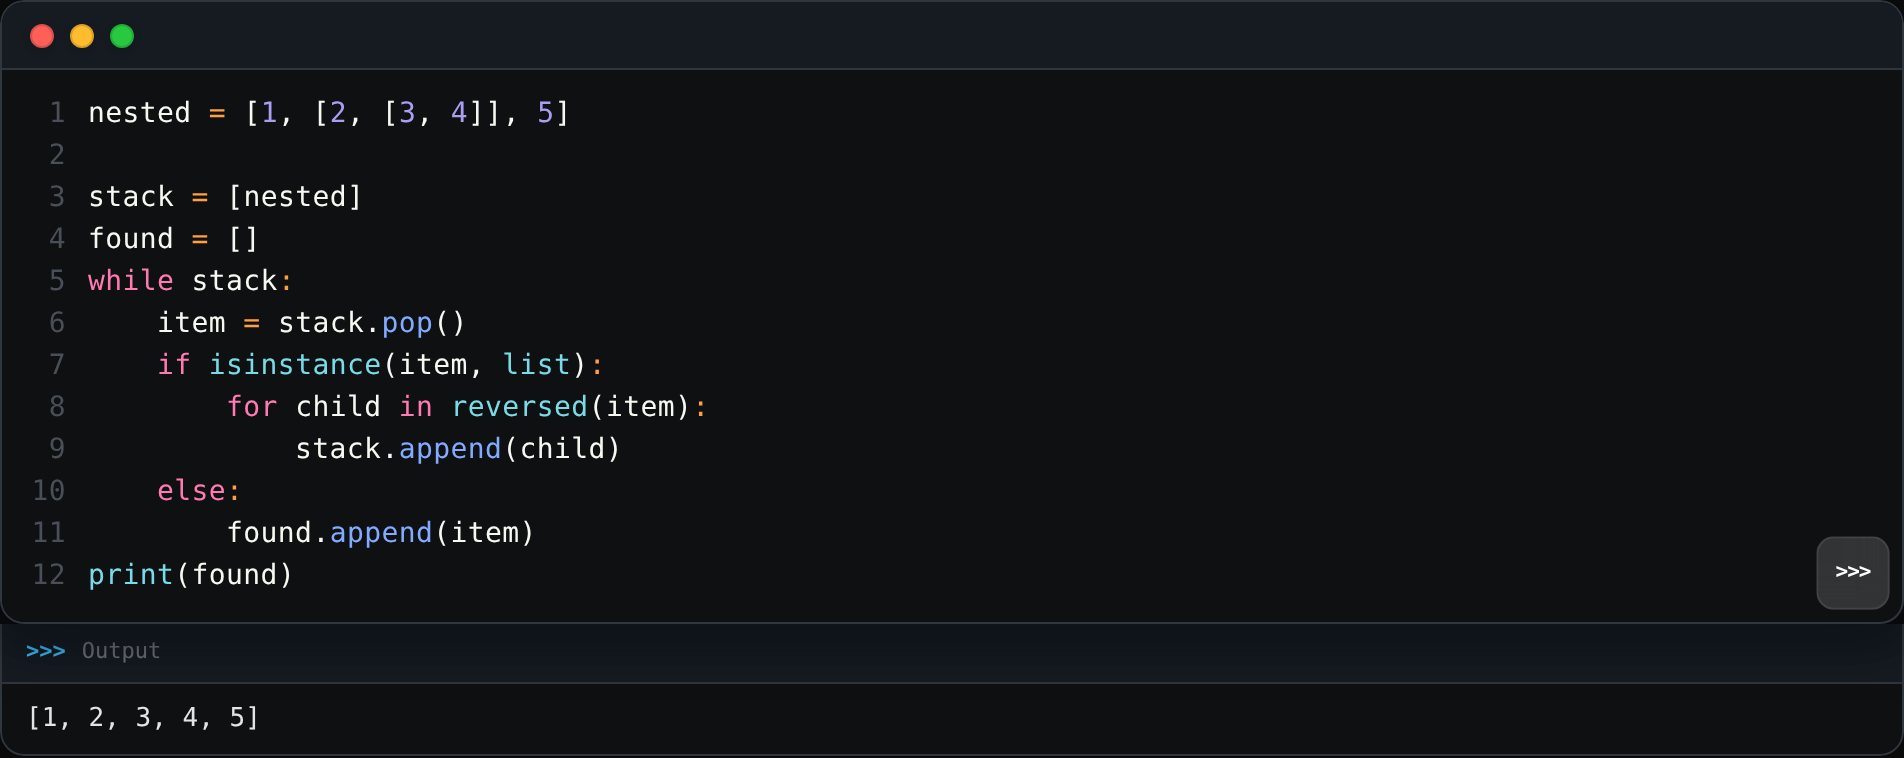 1 nested = [1, [2, [3, 4]], 5]
2
3 stack = [nested]
4 found = []
5 while stack:
6     item = stack.pop()
7     if isinstance(item, list):
8         for child in reversed(item):
9             stack.append(child)
10     else:
11         found.append(item)
12 print(found)
>>>
>>> Output
[1, 2, 3, 4, 5]